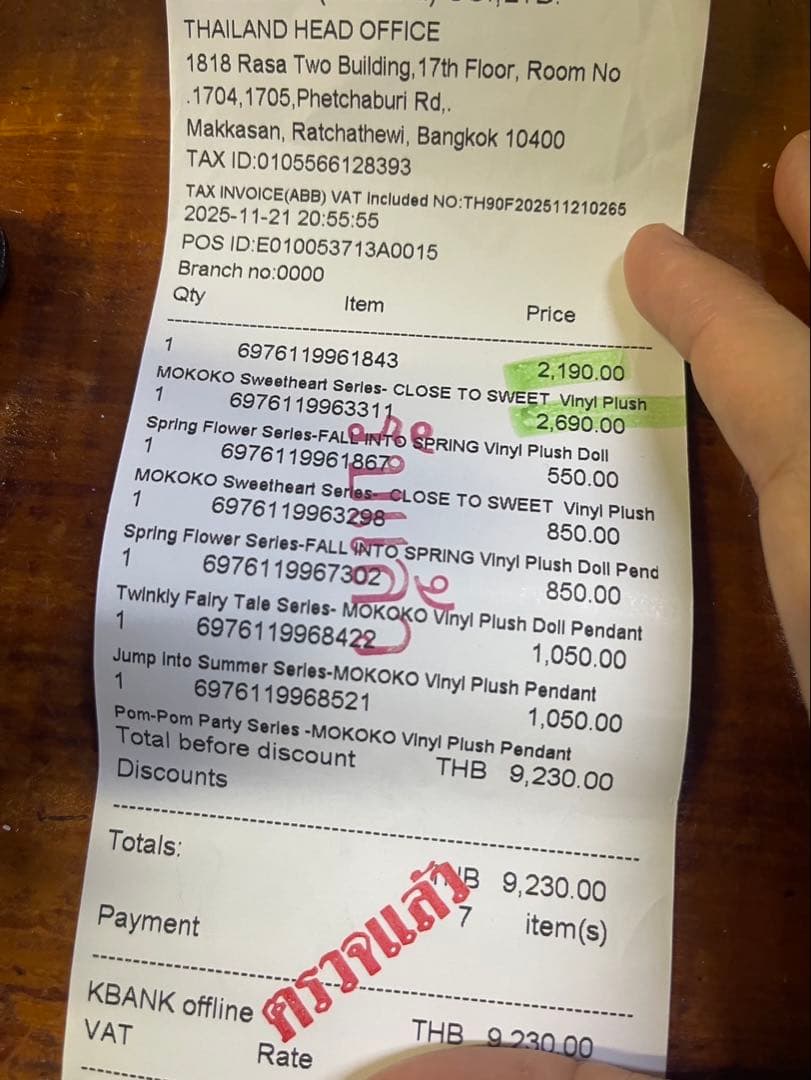 THAILAND HEAD OFFICE
1818 Rasa Two Building,17th Floor, Room No
.1704,1705,Phetchaburi Rd,.
Makkasan, Ratchathewi, Bangkok 10400
TAX ID:0105566128393
TAX INVOICE(ABB) VAT Included NO:TH90F202511210265
2025-11-21 20:55:55
POS ID:E010053713A0015
Branch no:0000
Qty Item Price
1 6976119961843 2,190.00
MOKOKO Sweetheart Series- CLOSE TO SWEET Vinyl Plush
1 6976119963311 2,690.00
Spring Flower Series-FALL INTO SPRING Vinyl Plush Doll
1 6976119961867 550.00
MOKOKO Sweetheart Series- CLOSE TO SWEET Vinyl Plush
1 6976119963298 850.00
Spring Flower Series-FALL INTO SPRING Vinyl Plush Doll Pend
1 6976119967302 850.00
Twinkly Fairy Tale Series- MOKOKO Vinyl Plush Doll Pendant
1 6976119968422 1,050.00
Jump Into Summer Series-MOKOKO Vinyl Plush Pendant
1 6976119968521 1,050.00
Pom-Pom Party Series -MOKOKO Vinyl Plush Pendant
Total before discount THB 9,230.00
Discounts
Totals: THB 9,230.00
7 item(s)
Payment
ตรวจแล้ว
KBANK offline THB 9,230.00
VAT Rate